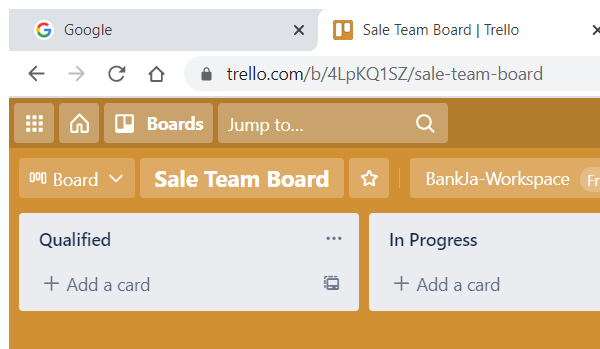 Google
Sale Team Board | Trello
trello.com/b/4LpKQ1SZ/sale-team-board
Boards Jump to...
Board Sale Team Board BankJa-Workspace Fr
Qualified In Progress
+ Add a card + Add a card